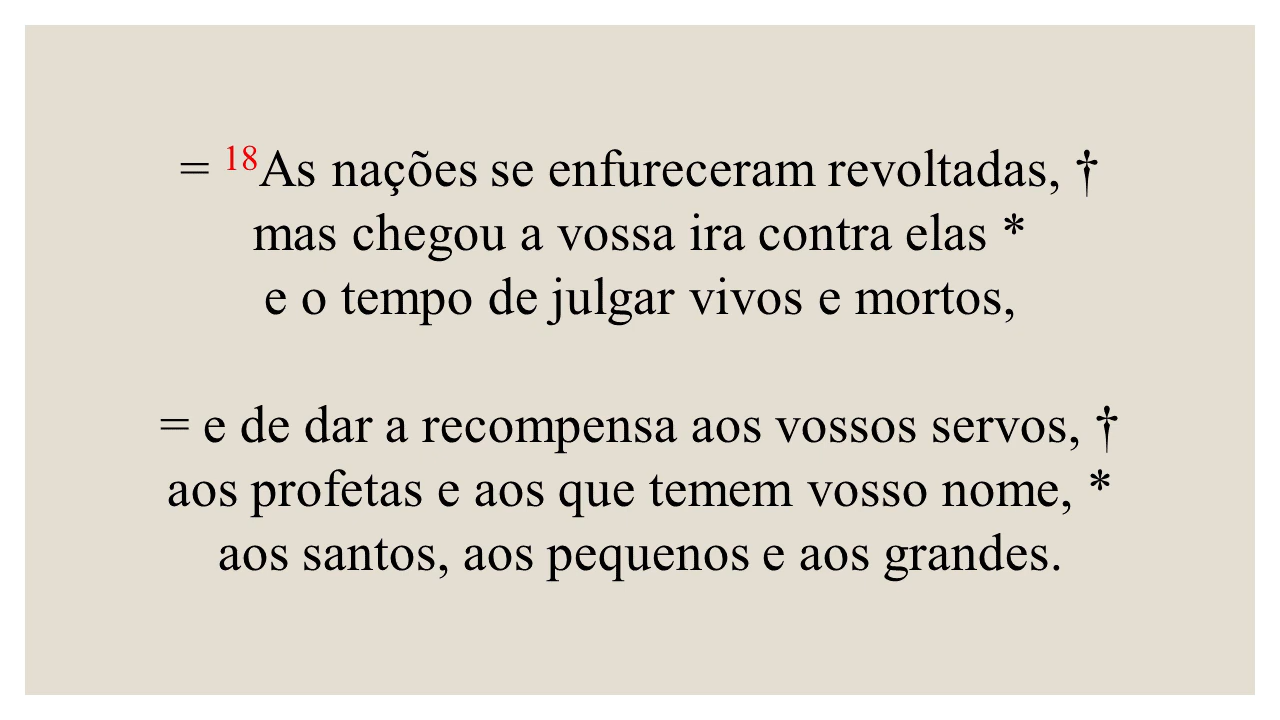 = 18As nações se enfureceram revoltadas, †
mas chegou a vossa ira contra elas *
e o tempo de julgar vivos e mortos,
= e de dar a recompensa aos vossos servos, †
aos profetas e aos que temem vosso nome, *
aos santos, aos pequenos e aos grandes.